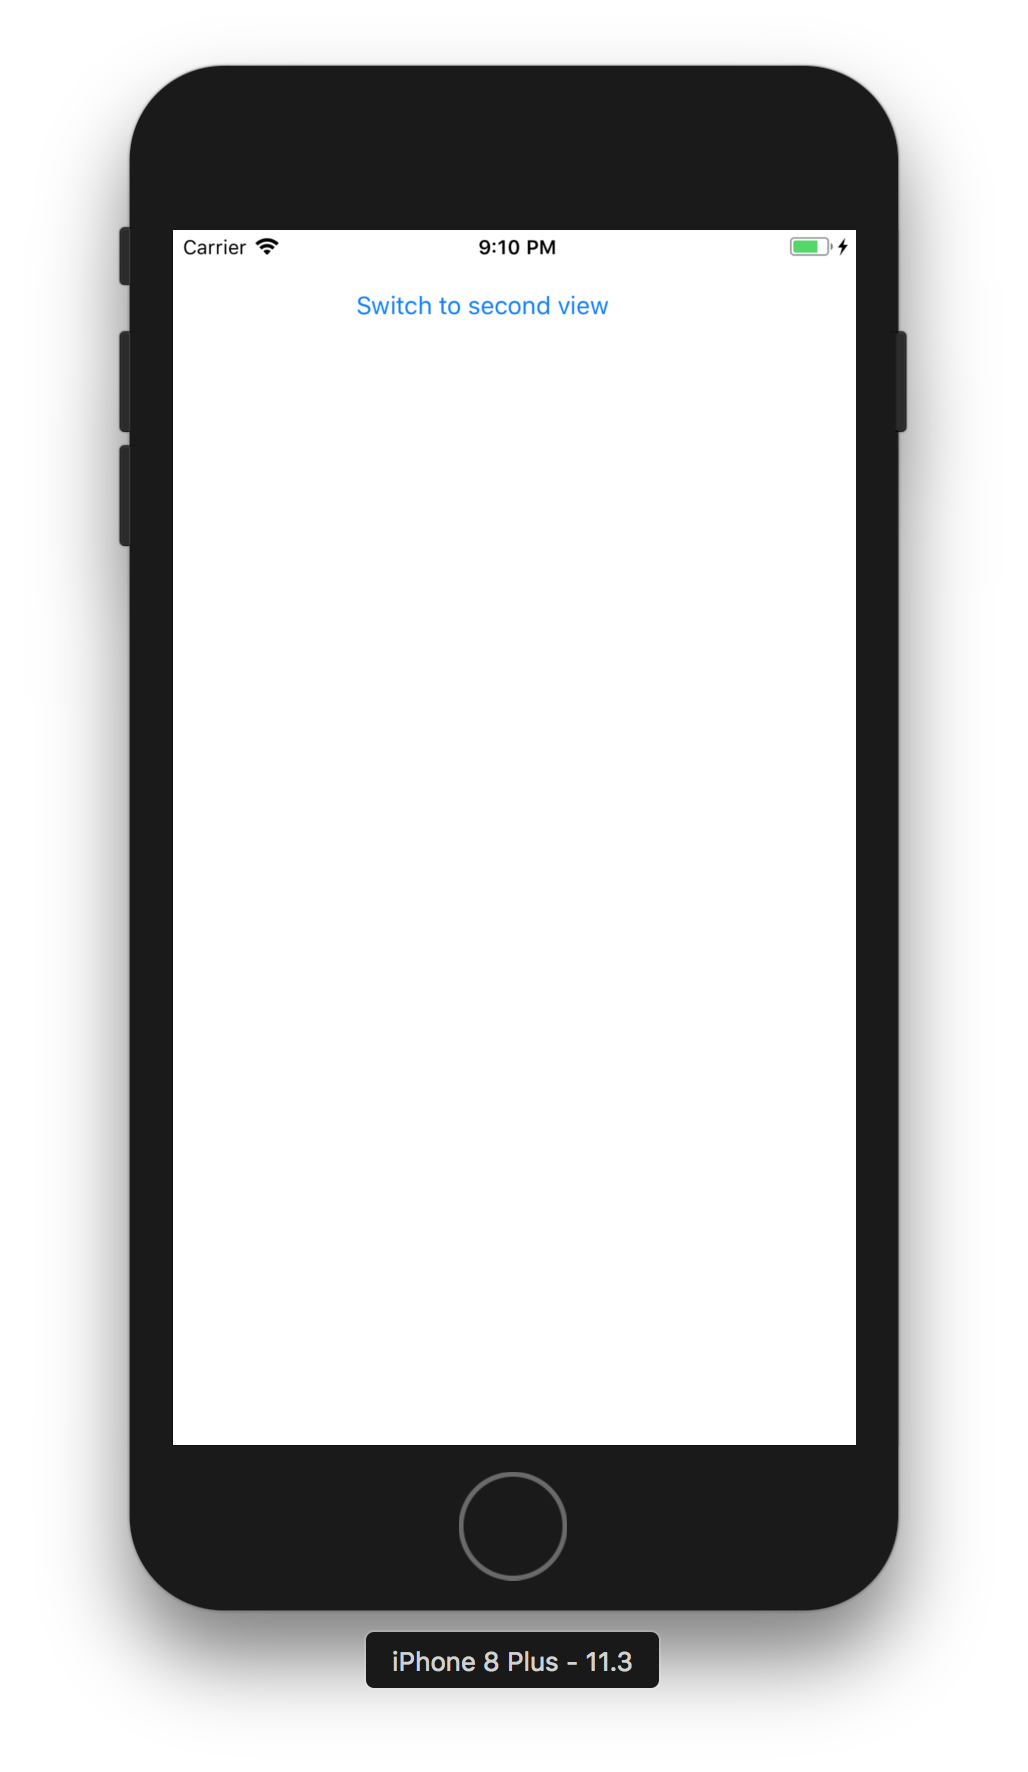 Carrier 9:10 PM
Switch to second view
iPhone 8 Plus - 11.3